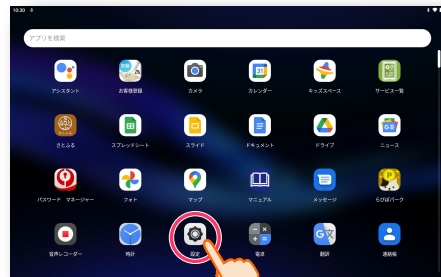 10:30
アプリを検索
アシスタント
お客様登録
カメラ
カレンダー
キッズスペース
サービス一覧
さとふる
スプレッドシート
スライド
ドキュメント
ドライブ
ニュース
パスワード マネージャー
フォト
マップ
マニュアル
メッセージ
らびばパーク
音声レコーダー
時計
設定
電卓
翻訳
連絡帳